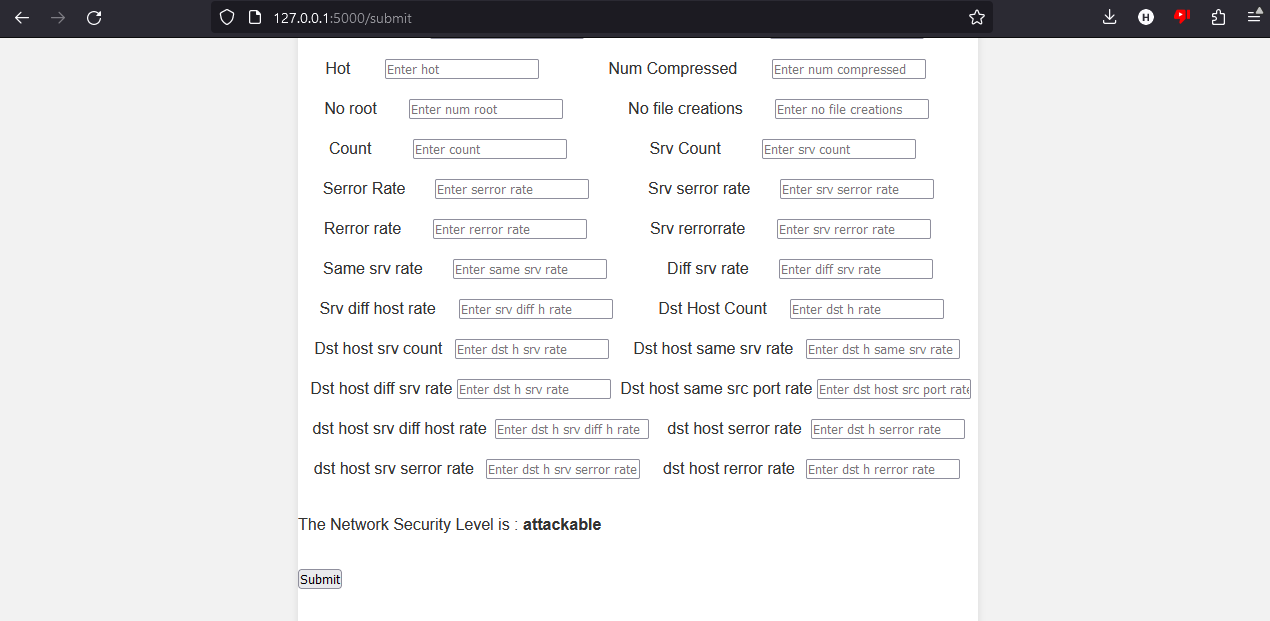 127.0.0.1:5000/submit
H
Hot Enter hot Num Compressed Enter num compressed
No root Enter num root No file creations Enter no file creations
Count Enter count Srv Count Enter srv count
Serror Rate Enter serror rate Srv serror rate Enter srv serror rate
Rerror rate Enter rerror rate Srv rerrorrate Enter srv rerror rate
Same srv rate Enter same srv rate Diff srv rate Enter diff srv rate
Srv diff host rate Enter srv diff h rate Dst Host Count Enter dst h rate
Dst host srv count Enter dst h srv rate Dst host same srv rate Enter dst h same srv rate
Dst host diff srv rate Enter dst h srv rate Dst host same src port rate Enter dst host src port rate
dst host srv diff host rate Enter dst h srv diff h rate dst host serror rate Enter dst h serror rate
dst host srv serror rate Enter dst h srv serror rate dst host rerror rate Enter dst h rerror rate
The Network Security Level is : attackable
Submit